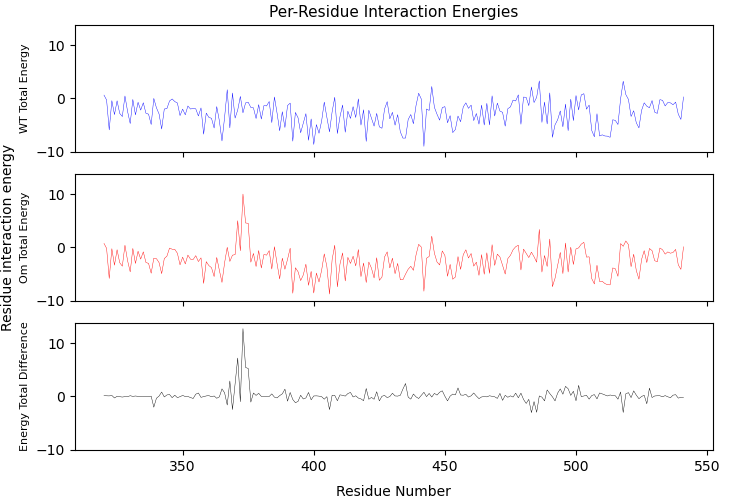 Per-Residue Interaction Energies
Residue interaction energy
WT Total Energy
10
0
−10
Om Total Energy
10
0
−10
Energy Total Difference
10
0
−10
350
400
450
500
550
Residue Number